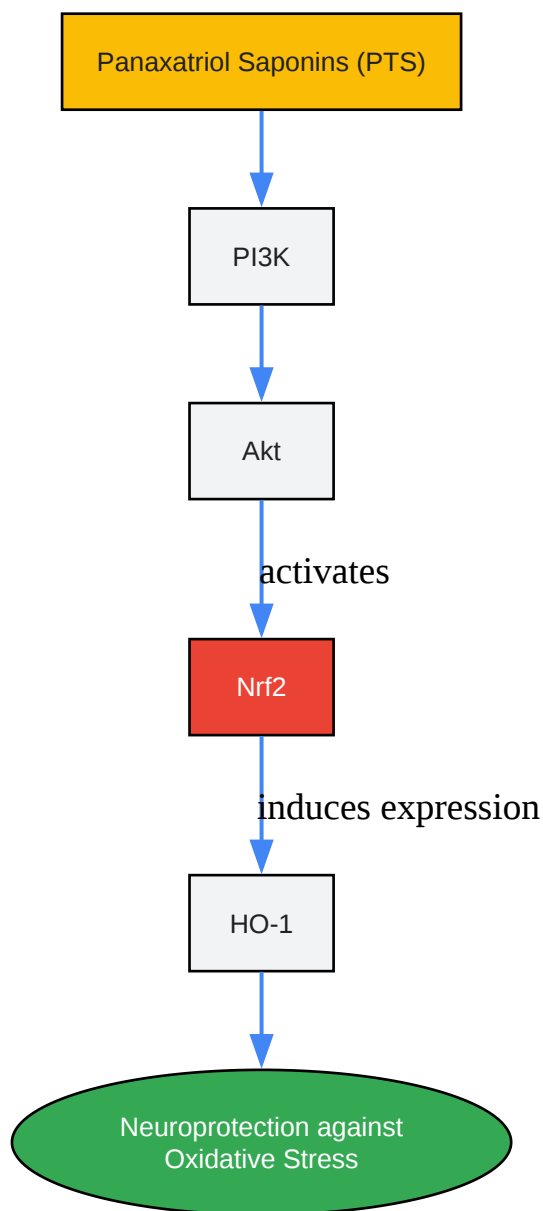 Panaxatriol Saponins (PTS)
PI3K
Akt
activates
Nrf2
induces expression
HO-1
Neuroprotection against
Oxidative Stress